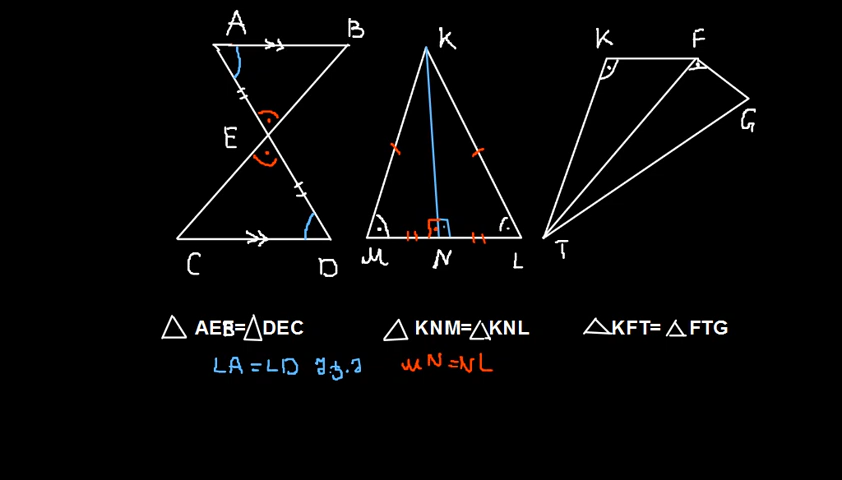 A B
E
C D
K
M N L
K F
G
T
△ AEB=△DEC
△ KNM=△KNL
△KFT= △FTG
∠A=∠D
MN=NL